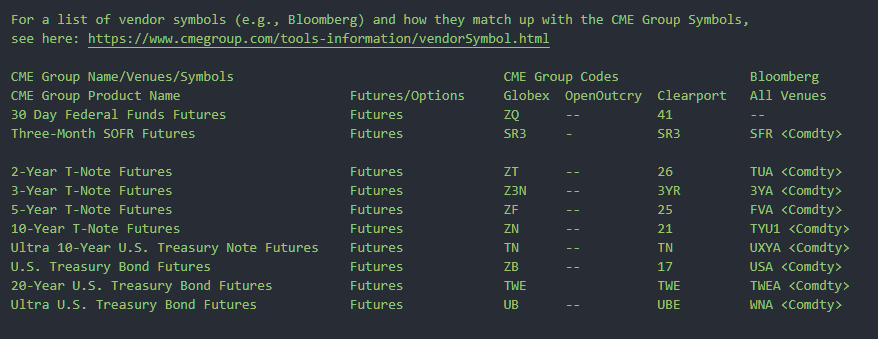 For a list of vendor symbols (e.g., Bloomberg) and how they match up with the CME Group Symbols,
see here: https://www.cmegroup.com/tools-information/vendorSymbol.html
CME Group Name/Venues/Symbols CME Group Codes Bloomberg
CME Group Product Name Futures/Options Globex OpenOutcry Clearport All Venues
30 Day Federal Funds Futures Futures ZQ -- 41 --
Three-Month SOFR Futures Futures SR3 - SR3 SFR <Comdty>
2-Year T-Note Futures Futures ZT -- 26 TUA <Comdty>
3-Year T-Note Futures Futures Z3N -- 3YR 3YA <Comdty>
5-Year T-Note Futures Futures ZF -- 25 FVA <Comdty>
10-Year T-Note Futures Futures ZN -- 21 TYU1 <Comdty>
Ultra 10-Year U.S. Treasury Note Futures Futures TN -- TN UXYA <Comdty>
U.S. Treasury Bond Futures Futures ZB -- 17 USA <Comdty>
20-Year U.S. Treasury Bond Futures Futures TWE TWE TWEA <Comdty>
Ultra U.S. Treasury Bond Futures Futures UB -- UBE WNA <Comdty>